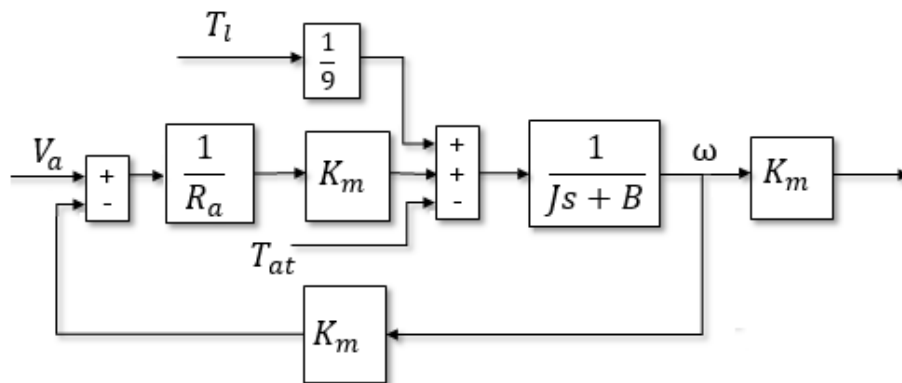 T_l
1/9
V_a
+
-
1/R_a
K_m
+
+
-
1/(Js + B)
ω
K_m
T_at
K_m